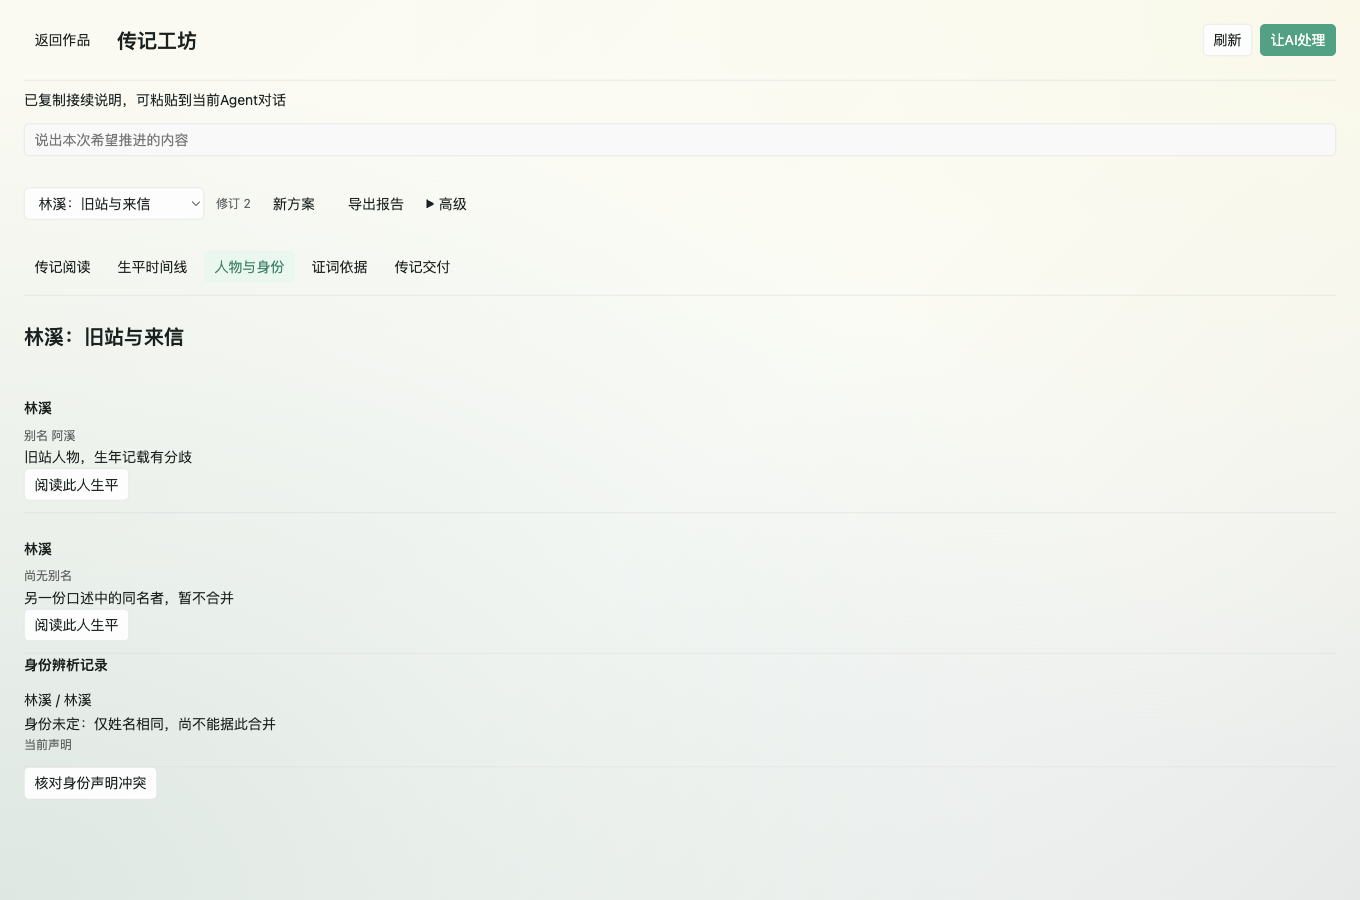 返回作品 传记工坊 刷新 让AI处理
已复制接续说明，可粘贴到当前Agent对话
说出本次希望推进的内容
林溪：旧站与来信 修订 2 新方案 导出报告 ▶ 高级
传记阅读 生平时间线 人物与身份 证词依据 传记交付
林溪：旧站与来信
林溪
别名 阿溪
旧站人物，生年记载有分歧
阅读此人生平
林溪
尚无别名
另一份口述中的同名者，暂不合并
阅读此人生平
身份辨析记录
林溪 / 林溪
身份未定：仅姓名相同，尚不能据此合并
当前声明
核对身份声明冲突